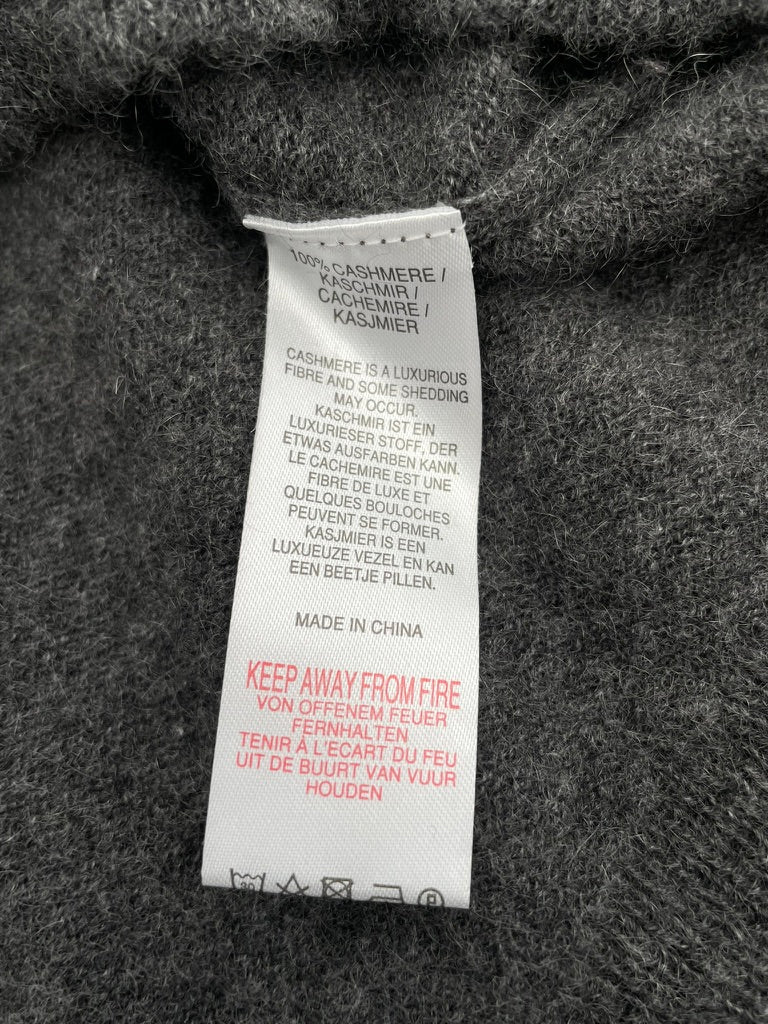 100% CASHMERE /
KASCHMIR /
CACHEMIRE /
KASJMIER
CASHMERE IS A LUXURIOUS
FIBRE AND SOME SHEDDING
MAY OCCUR.
KASCHMIR IST EIN
LUXURIESER STOFF, DER
ETWAS AUSFARBEN KANN.
LE CACHEMIRE EST UNE
FIBRE DE LUXE ET
QUELQUES BOULOCHES
PEUVENT SE FORMER.
KASJMIER IS EEN
LUXUEUZE VEZEL EN KAN
EEN BEETJE PILLEN.
MADE IN CHINA
KEEP AWAY FROM FIRE
VON OFFENEM FEUER
FERNHALTEN
TENIR À L'ECART DU FEU
UIT DE BUURT VAN VUUR
HOUDEN
30 P